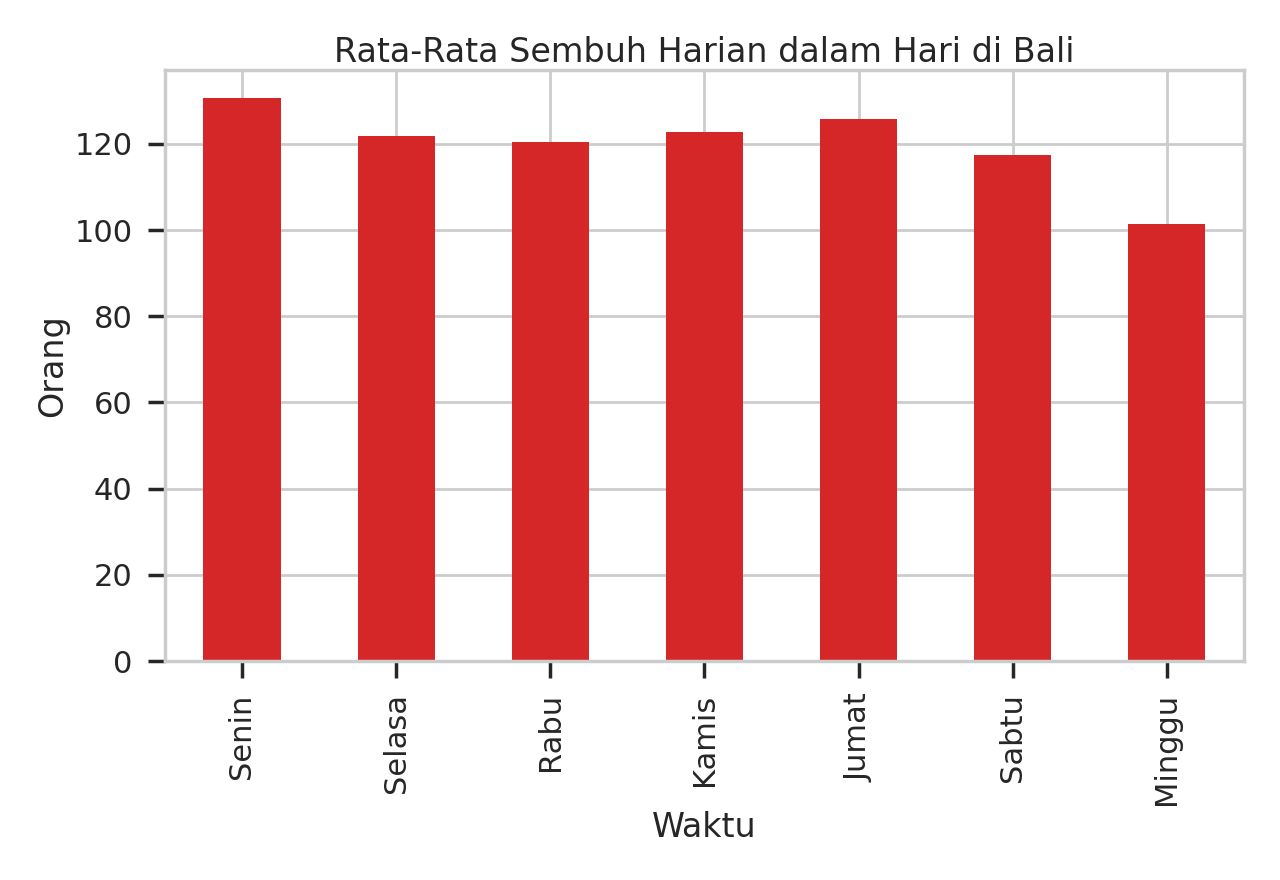 Rata-Rata Sembuh Harian dalam Hari di Bali
Orang
120
100
80
60
40
20
0
Senin
Selasa
Rabu
Kamis
Jumat
Sabtu
Minggu
Waktu